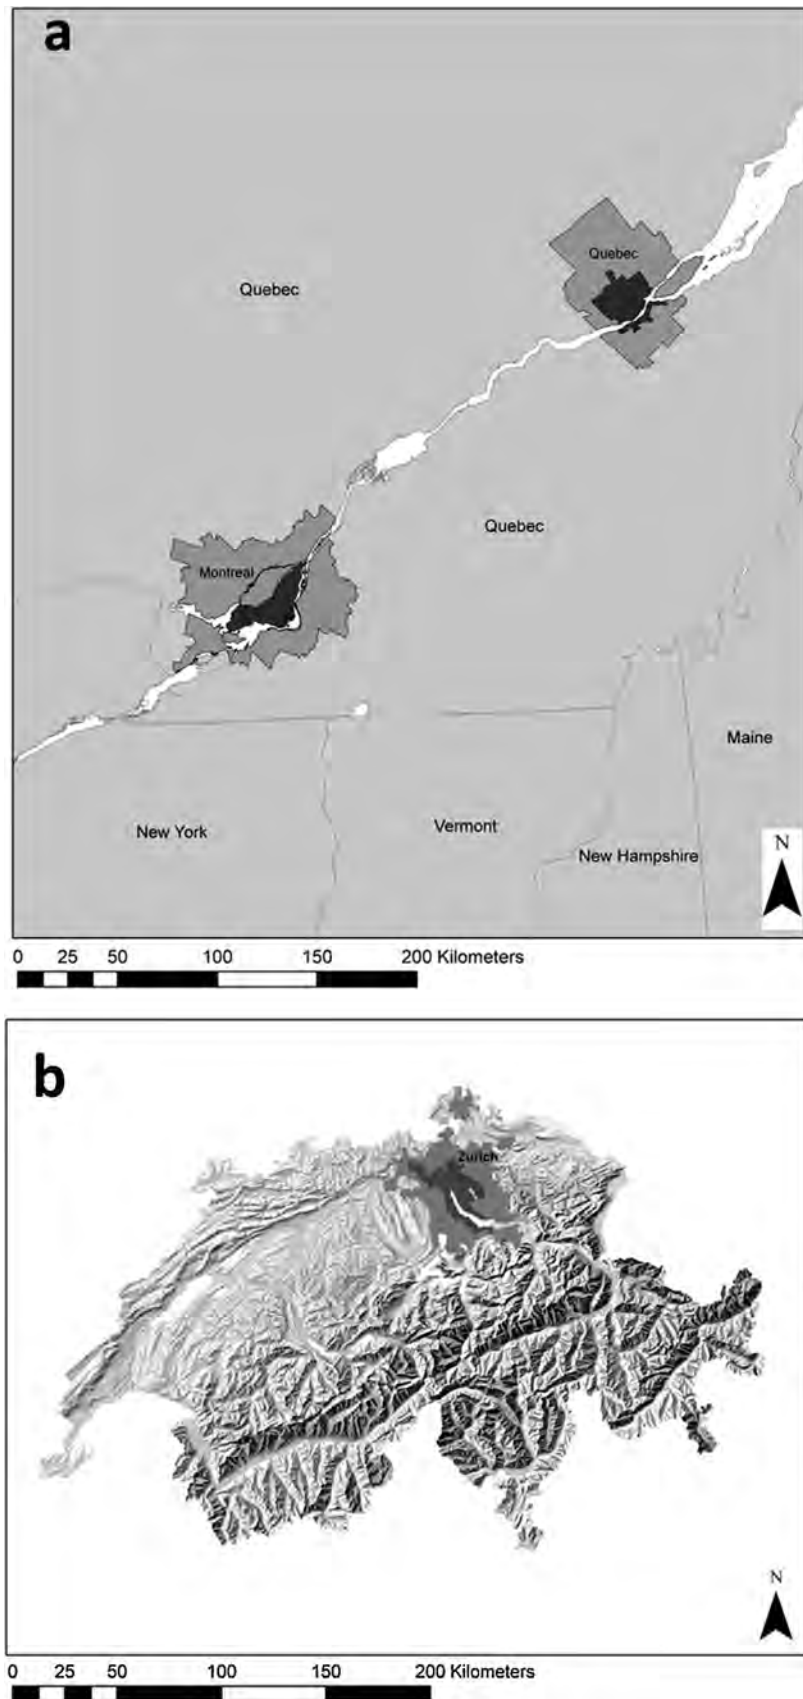 a
Quebec
Quebec
Quebec
Montreal
Maine
New York
Vermont
New Hampshire
N
0 25 50 100 150 200 Kilometers
b
Zurich
N
0 25 50 100 150 200 Kilometers